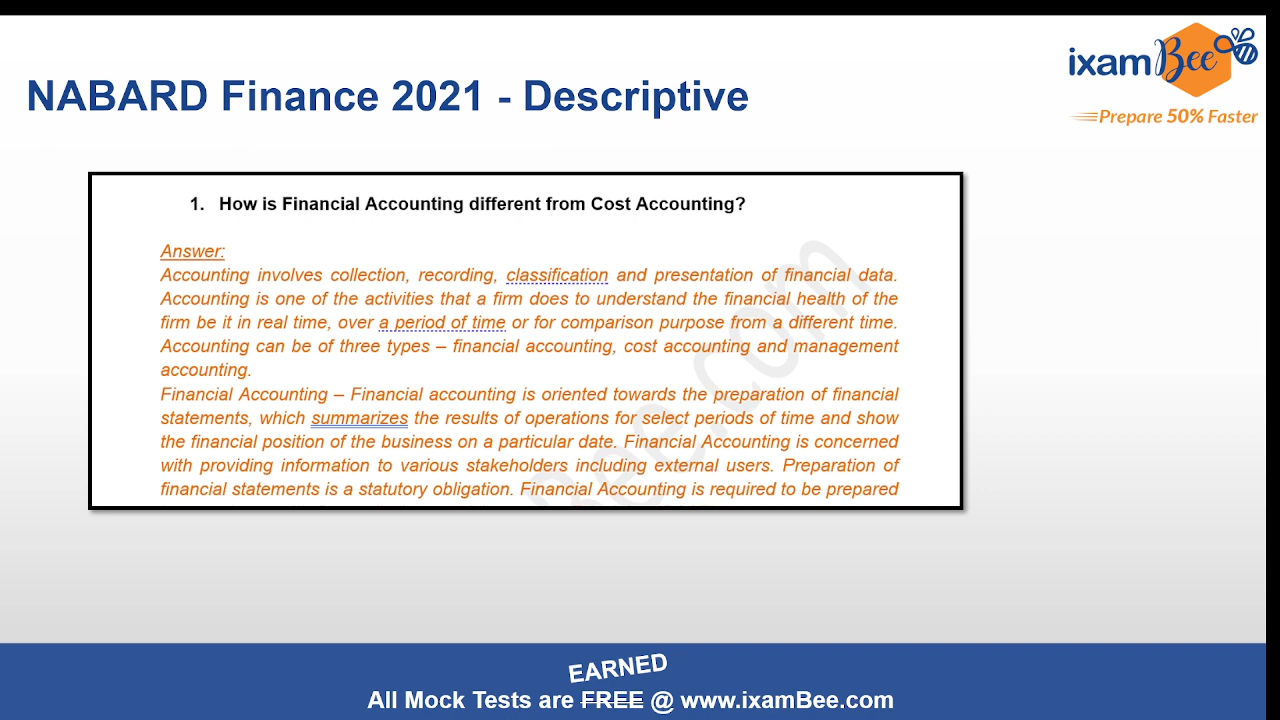 ixamBee
Prepare 50% Faster
NABARD Finance 2021 - Descriptive
1. How is Financial Accounting different from Cost Accounting?
Answer:
Accounting involves collection, recording, classification and presentation of financial data.
Accounting is one of the activities that a firm does to understand the financial health of the
firm be it in real time, over a period of time or for comparison purpose from a different time.
Accounting can be of three types – financial accounting, cost accounting and management
accounting.
Financial Accounting – Financial accounting is oriented towards the preparation of financial
statements, which summarizes the results of operations for select periods of time and show
the financial position of the business on a particular date. Financial Accounting is concerned
with providing information to various stakeholders including external users. Preparation of
financial statements is a statutory obligation. Financial Accounting is required to be prepared
Bee.com
EARNED
All Mock Tests are FREE @ www.ixamBee.com